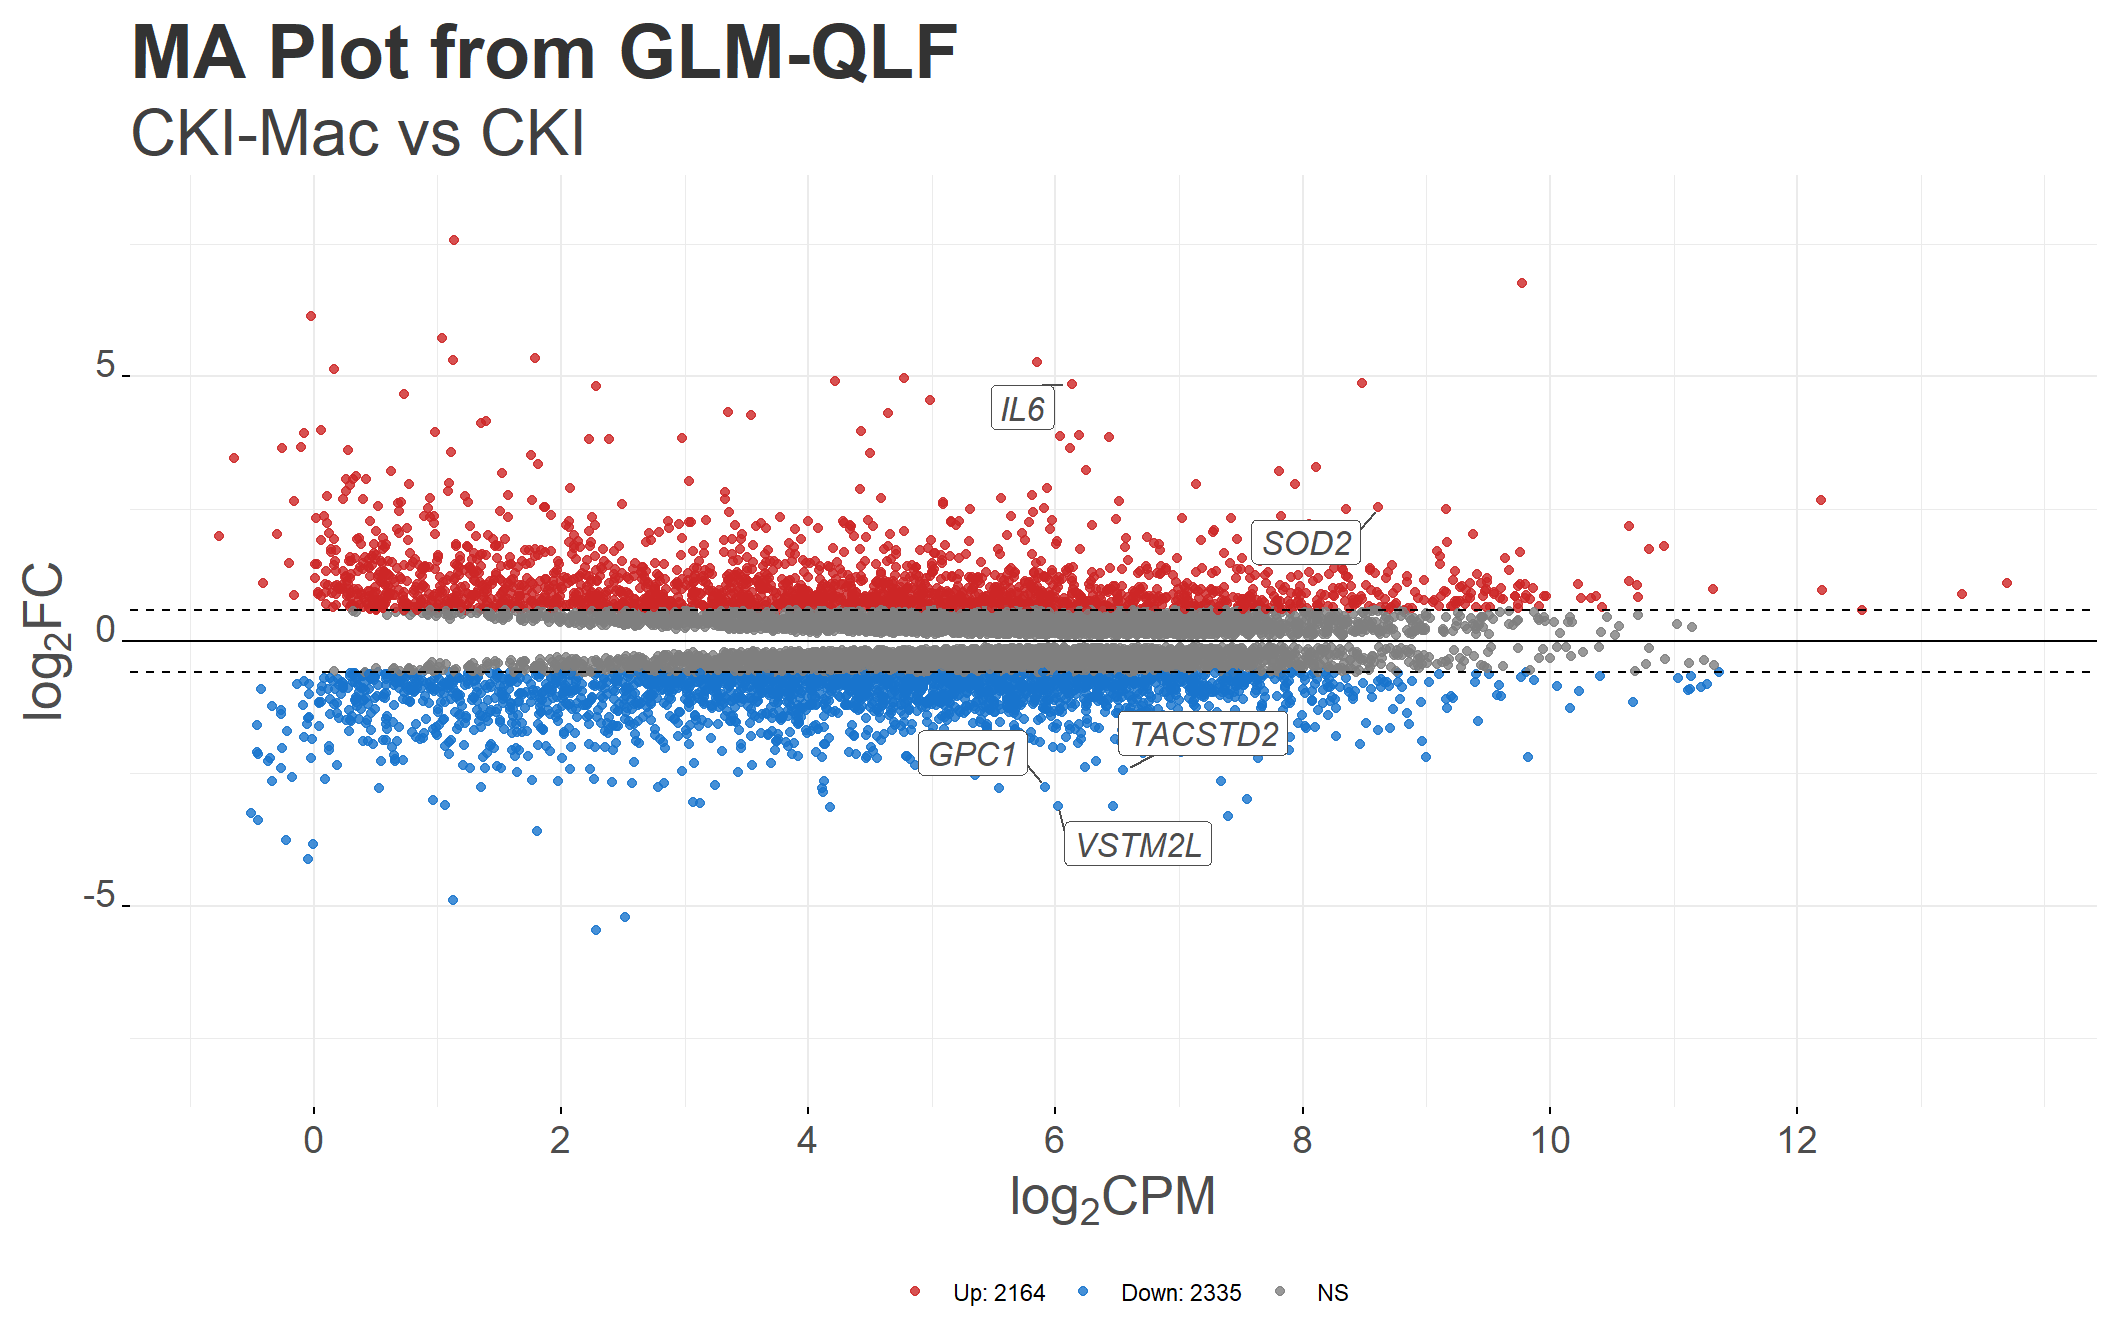 MA Plot from GLM-QLF
CKI-Mac vs CKI
5
0
-5
log2FC
IL6
SOD2
TACSTD2
GPC1
VSTM2L
0 2 4 6 8 10 12
log2CPM
Up: 2164 Down: 2335 NS